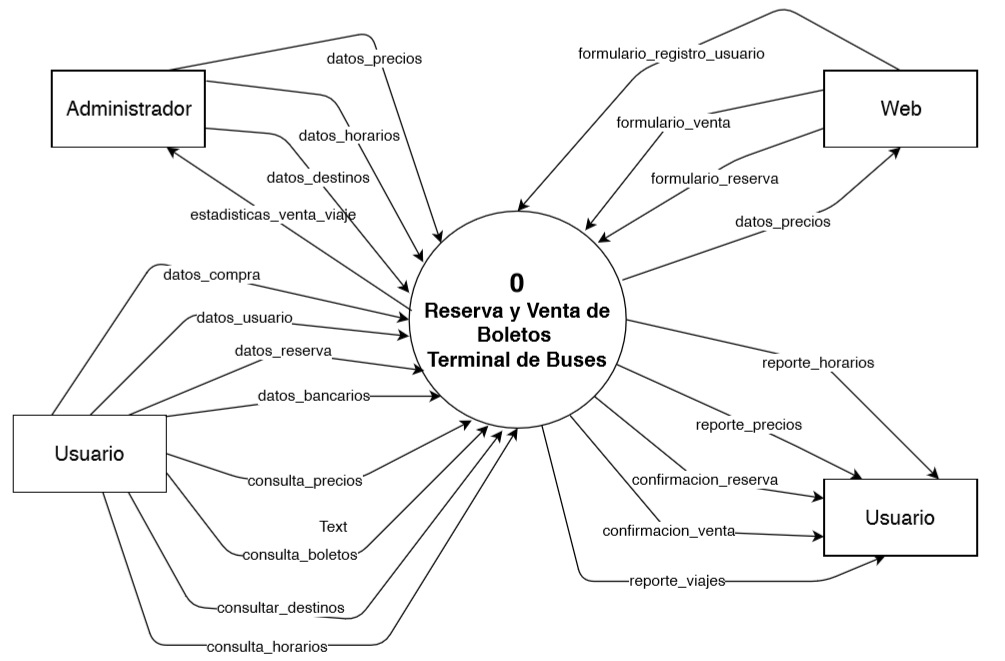 formulario_registro_usuario
datos_precios
Administrador
Web
formulario_venta
datos_horarios
datos_destinos
formulario_reserva
estadisticas_venta_viaje
datos_precios
datos_compra
0
Reserva y Venta de
Boletos
Terminal de Buses
datos_usuario
datos_reserva
reporte_horarios
datos_bancarios
reporte_precios
Usuario
consulta_precios
confirmacion_reserva
Usuario
Text
confirmacion_venta
consulta_boletos
reporte_viajes
consultar_destinos
consulta_horarios